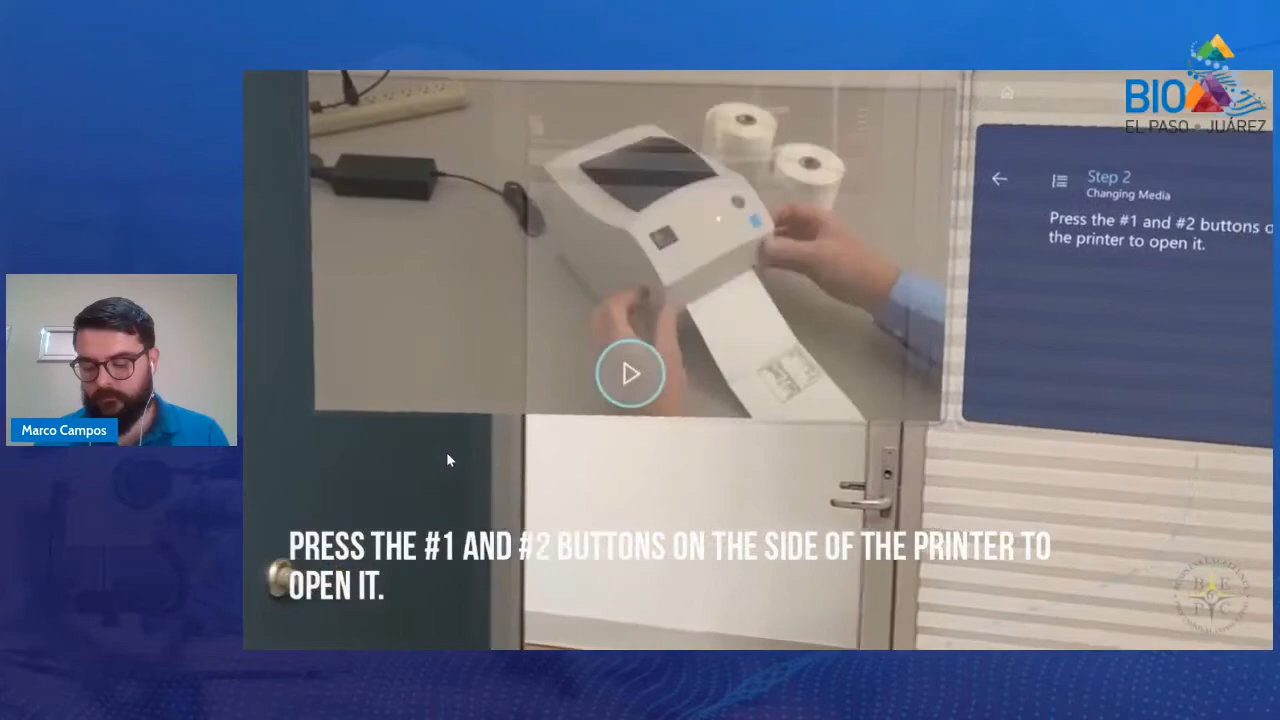 BIO
EL PASO • JUÁREZ
Step 2
Changing Media
Press the #1 and #2 buttons o
the printer to open it.
Marco Campos
PRESS THE #1 AND #2 BUTTONS ON THE SIDE OF THE PRINTER TO
OPEN IT.
B E
P C